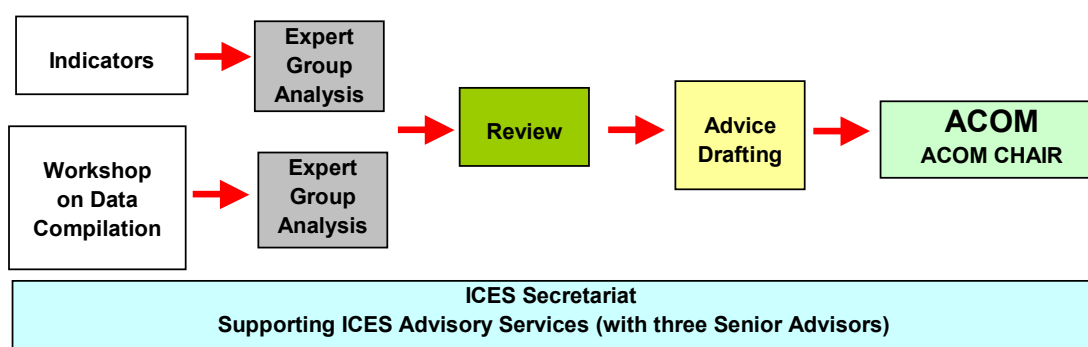 Indicators
Expert
Group
Analysis
Workshop
on Data
Compilation
Expert
Group
Analysis
Review
Advice
Drafting
ACOM
ACOM CHAIR
ICES Secretariat
Supporting ICES Advisory Services (with three Senior Advisors)